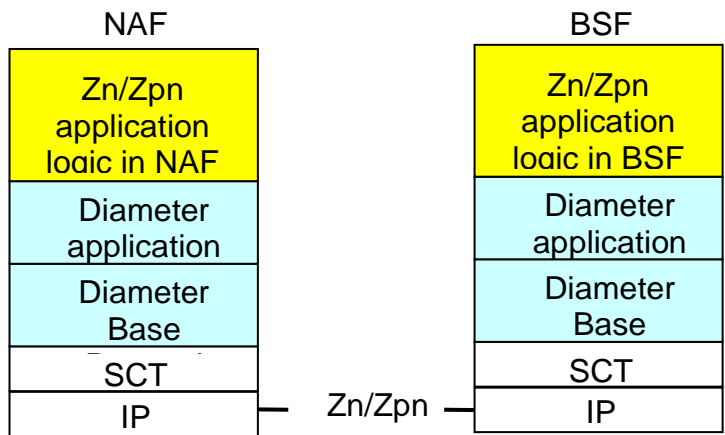 NAF
BSF
Zn/Zpn
application
logic in NAF
Diameter
application
Diameter
Base
SCT
IP
Zn/Zpn
Zn/Zpn
application
logic in BSF
Diameter
application
Diameter
Base
SCT
IP